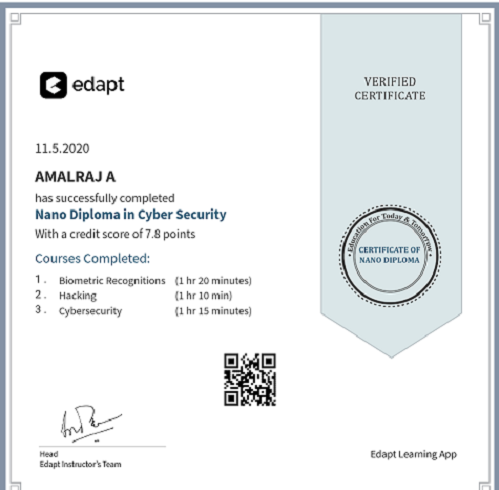 edapt
VERIFIED
CERTIFICATE
11.5.2020
AMALRAJ A
has successfully completed
Nano Diploma in Cyber Security
With a credit score of 7.8 points
Courses Completed:
1. Biometric Recognitions (1 hr 20 minutes)
2. Hacking (1 hr 10 min)
3. Cybersecurity (1 hr 15 minutes)
Education For Today & Tomorrow
CERTIFICATE OF
NANO DIPLOMA
Head
Edapt Instructor's Team
Edapt Learning App